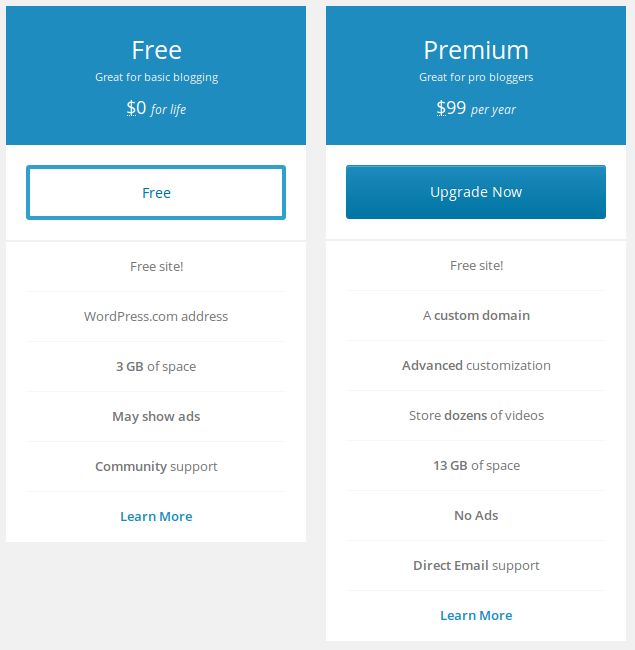 Free
Great for basic blogging
$0 for life
Free
Free site!
WordPress.com address
3 GB of space
May show ads
Community support
Learn More
Premium
Great for pro bloggers
$99 per year
Upgrade Now
Free site!
A custom domain
Advanced customization
Store dozens of videos
13 GB of space
No Ads
Direct Email support
Learn More